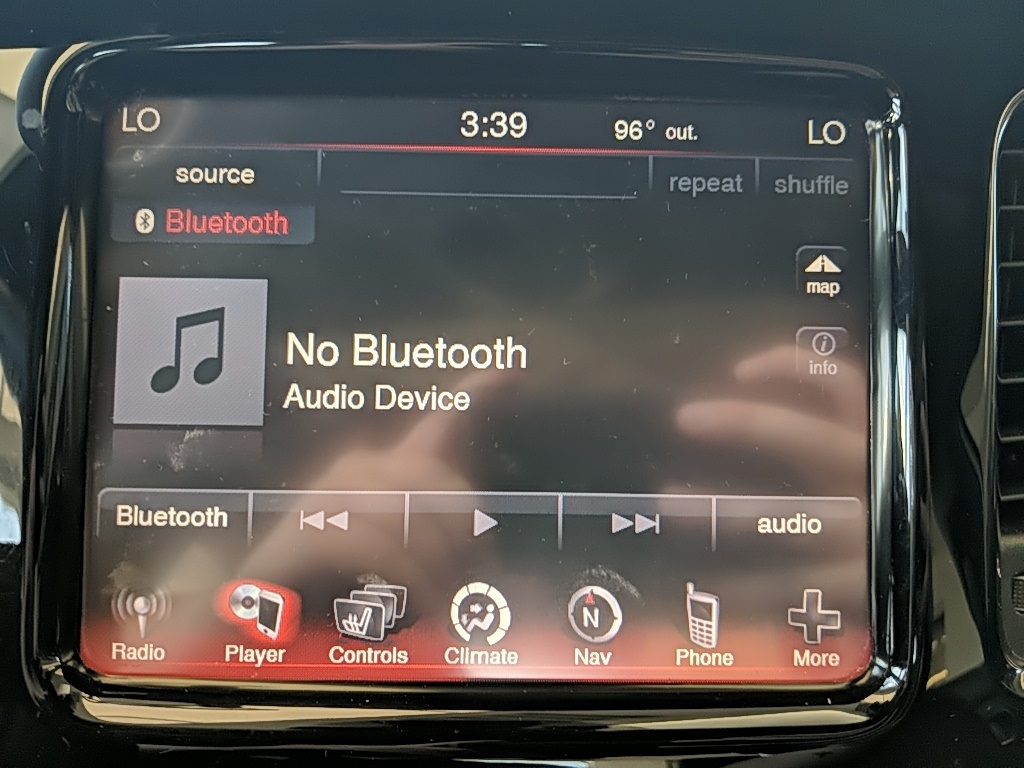 LO 3:39 96° out. LO
source repeat shuffle
Bluetooth
map
No Bluetooth
info
Audio Device
Bluetooth audio
N
Radio Player Controls Climate Nav Phone More